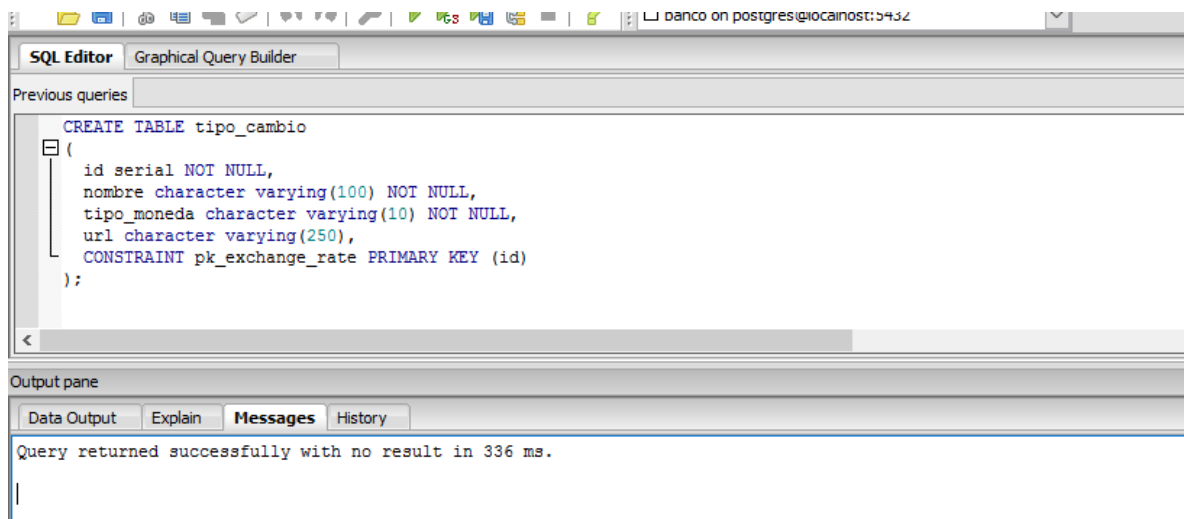 banco on postgres@localhost:5432
SQL Editor Graphical Query Builder
Previous queries
CREATE TABLE tipo_cambio
(
id serial NOT NULL,
nombre character varying(100) NOT NULL,
tipo_moneda character varying(10) NOT NULL,
url character varying(250),
CONSTRAINT pk_exchange_rate PRIMARY KEY (id)
);
Output pane
Data Output Explain Messages History
Query returned successfully with no result in 336 ms.